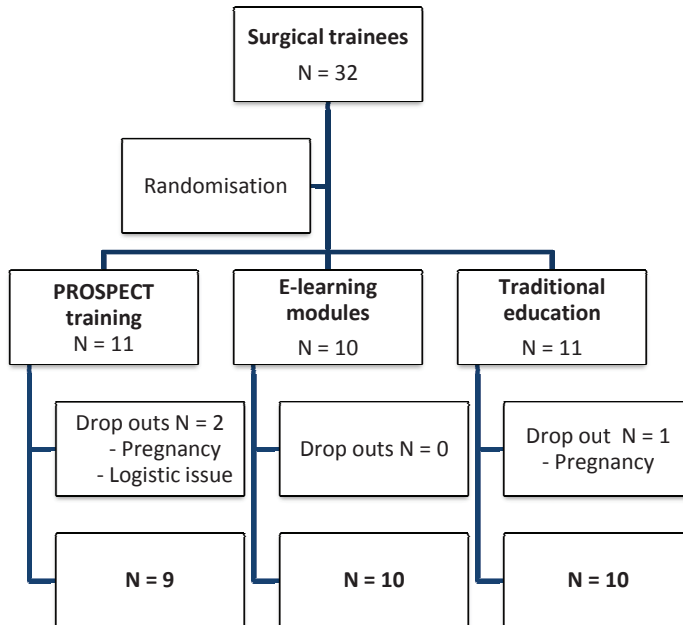 Surgical trainees
N = 32
Randomisation
PROSPECT
training
N = 11
E-learning
modules
N = 10
Traditional
education
N = 11
Drop outs N = 2
- Pregnancy
- Logistic issue
Drop outs N = 0
Drop out  N = 1
- Pregnancy
N = 9
N = 10
N = 10